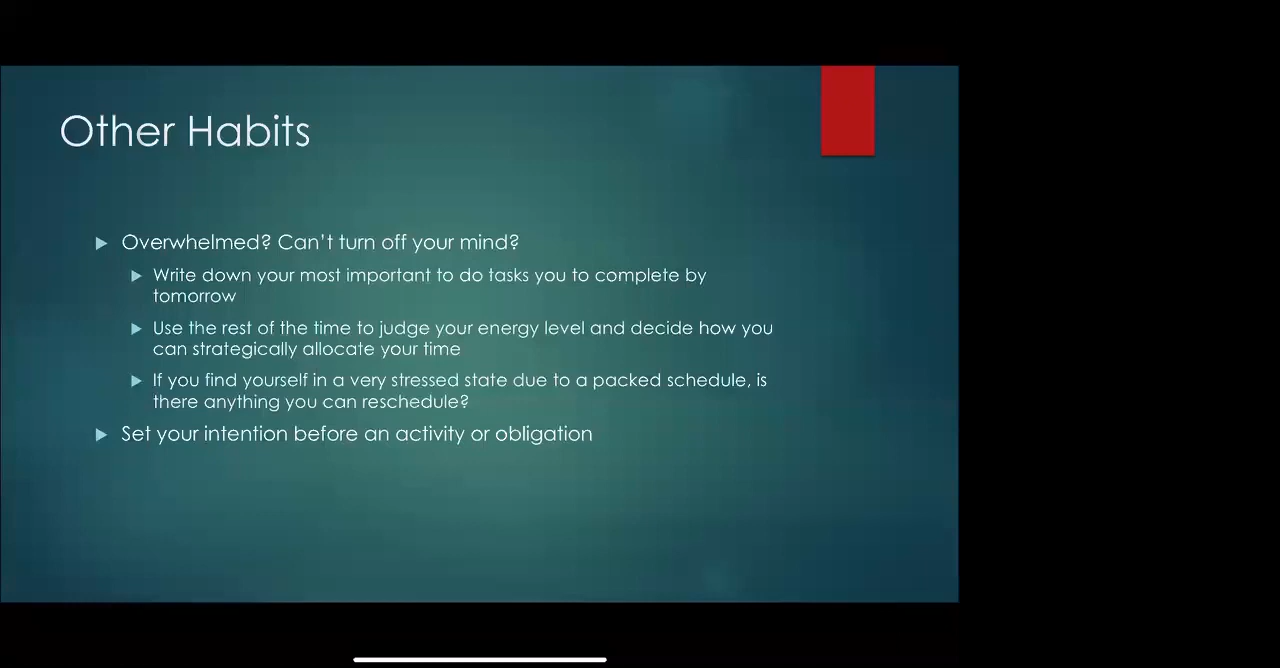 Other Habits
Overwhelmed? Can't turn off your mind?
Write down your most important to do tasks you to complete by
tomorrow
Use the rest of the time to judge your energy level and decide how you
can strategically allocate your time
If you find yourself in a very stressed state due to a packed schedule, is
there anything you can reschedule?
Set your intention before an activity or obligation